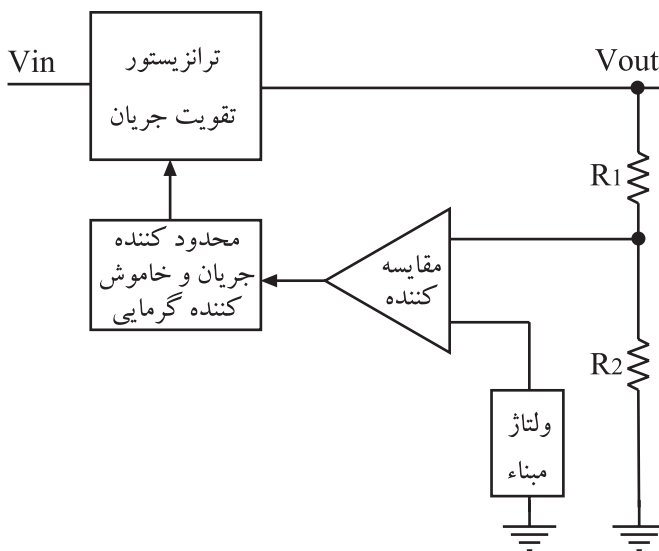 Vin
ترانزیستور
تقویت جریان
Vout
R1
محدود کننده
جریان و خاموش
کننده گرمایی
مقایسه
کننده
R2
ولتاژ
مبناء